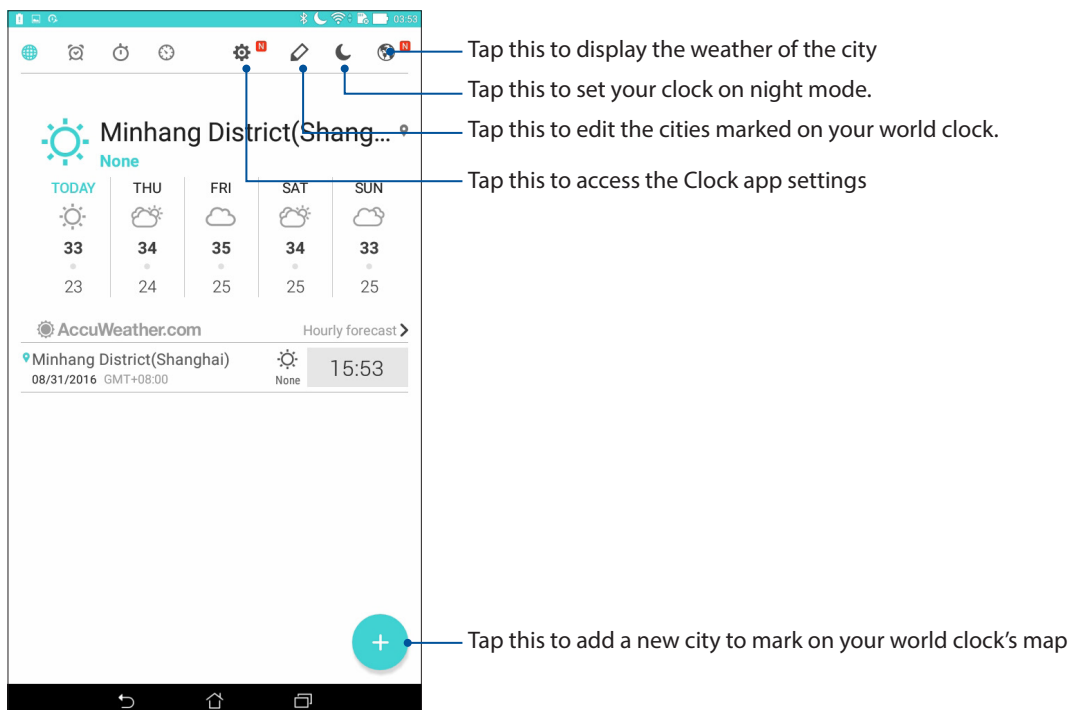 03:53
N
N
Tap this to display the weather of the city
Tap this to set your clock on night mode.
Tap this to edit the cities marked on your world clock.
Tap this to access the Clock app settings
Minhang District(Shang...
None
TODAY THU FRI SAT SUN
33 34 35 34 33
23 24 25 25 25
AccuWeather.com Hourly forecast
Minhang District(Shanghai)
08/31/2016 GMT+08:00 None 15:53
+
Tap this to add a new city to mark on your world clock’s map